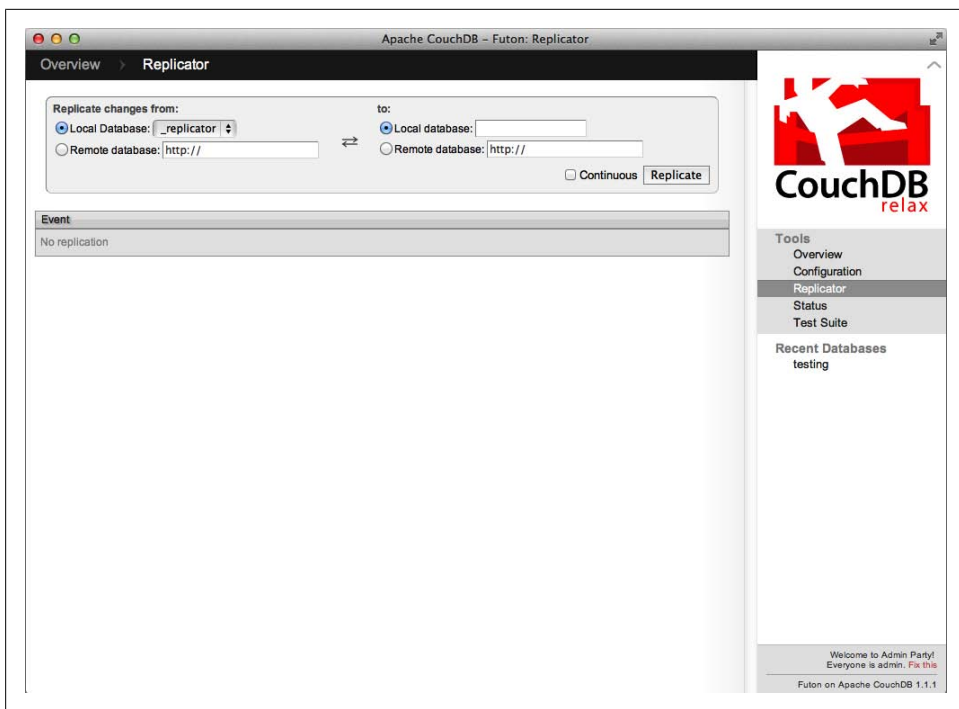 Apache CouchDB – Futon: Replicator
Overview Replicator
Replicate changes from:
Local Database: _replicator
Remote database: http://
to:
Local database:
Remote database: http://
Continuous Replicate
Event
No replication
CouchDB
relax
Tools
Overview
Configuration
Replicator
Status
Test Suite
Recent Databases
testing
Welcome to Admin Party!
Everyone is admin. Fix this
Futon on Apache CouchDB 1.1.1